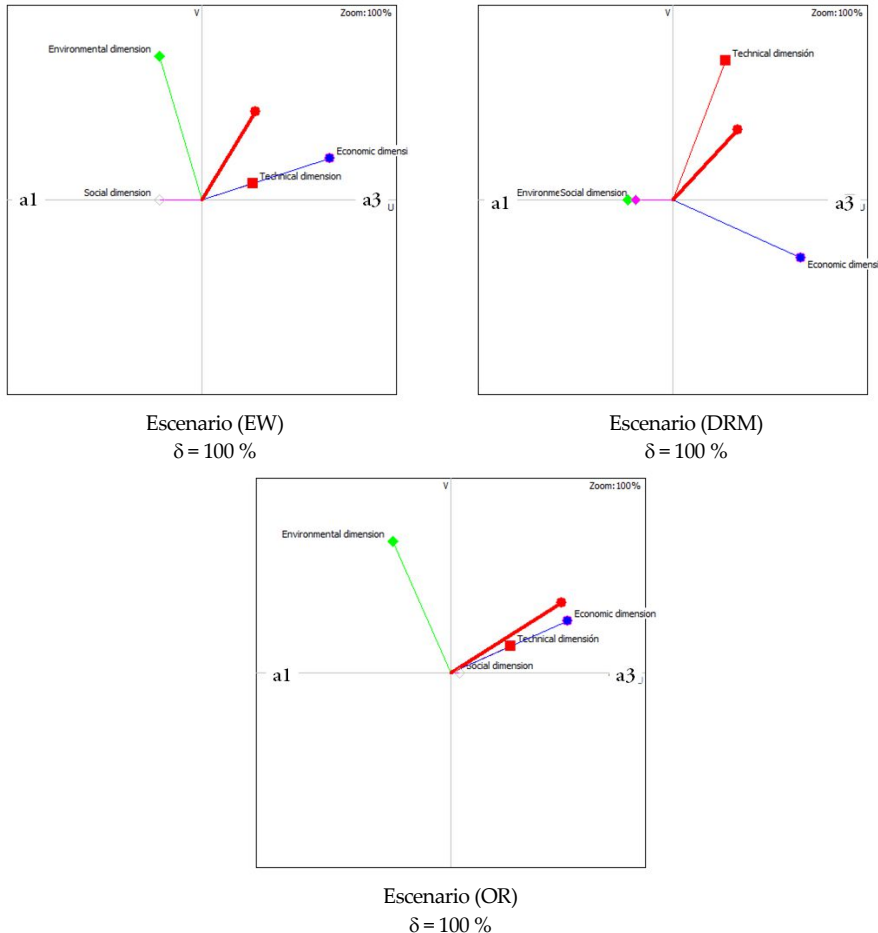 V
Zoom:100%
Environmental dimension
Economic dimensi
Technical dimension
Social dimension
a1
a3
U
Escenario (EW)
δ = 100 %
V
Zoom:100%
Technical dimensión
EnvironmeSocial dimension
a1
a3
U
Economic dimensi
Escenario (DRM)
δ = 100 %
V
Zoom:100%
Environmental dimension
Economic dimension
Technical dimensión
Social dimension
a1
a3
Escenario (OR)
δ = 100 %